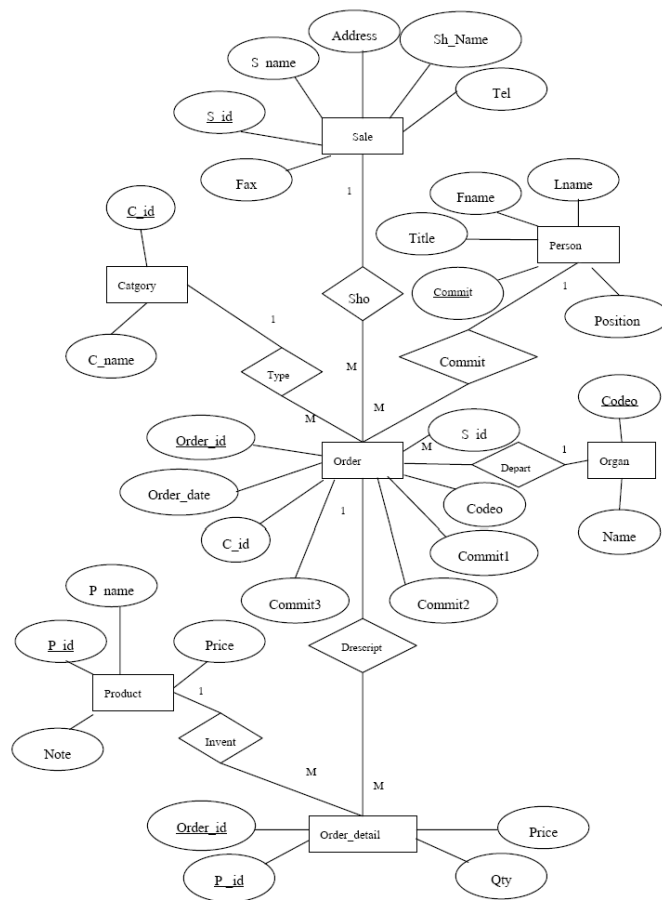 Address
Sh_Name
S_name
Tel
S_id
Sale
Fax
1
Lname
Fname
C_id
Title
Person
Catgory
Commit
1
Sho
Position
1
C_name
Commit
M
Type
Codeo
M
M
S_id
Order_id
M
1
Order
Depart
Organ
Order_date
Codeo
1
C_id
Name
Commit1
P_name
Commit3
Commit2
P_id
Price
Drescript
Product
1
Invent
Note
M
M
Order_id
Order_detail
Price
P_id
Qty